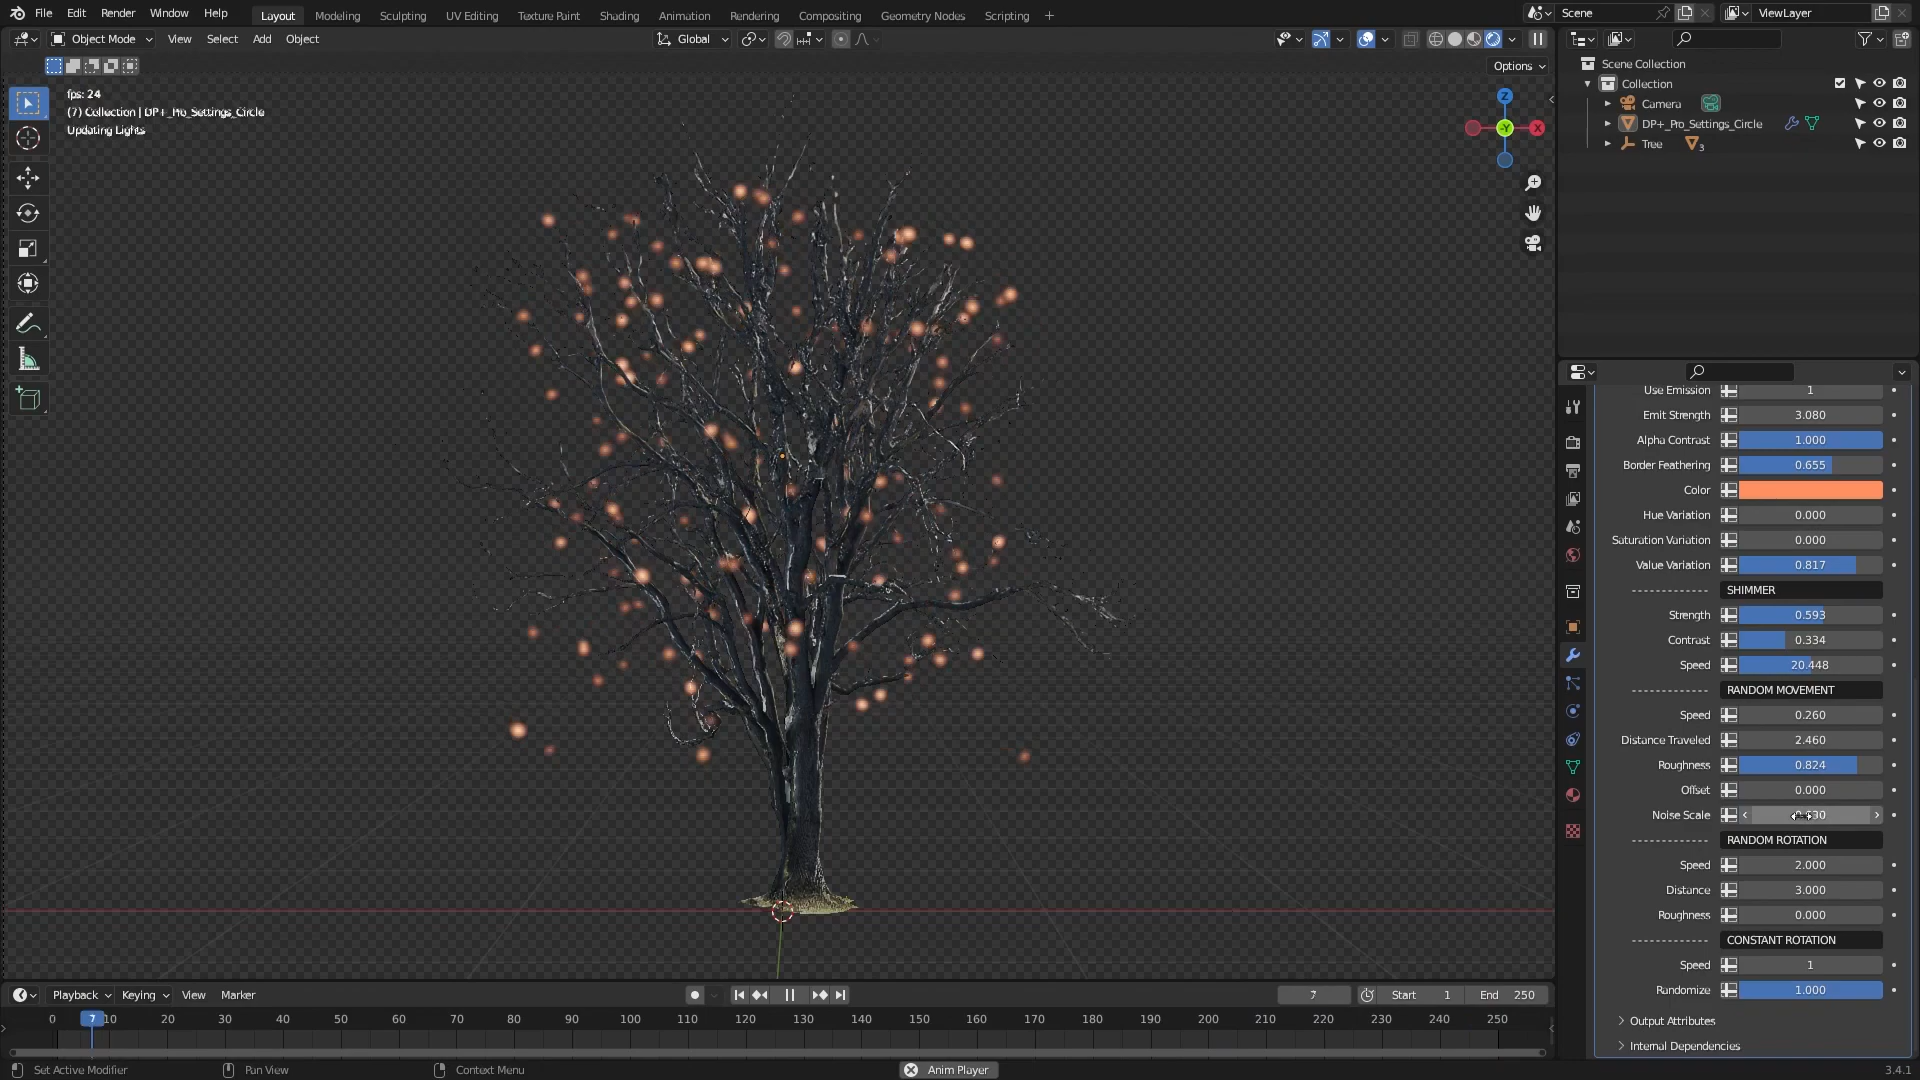 File Edit Render Window Help Layout Modeling Sculpting UV Editing Texture Paint Shading Animation Rendering Compositing Geometry Nodes Scripting + Scene ViewLayer
Object Mode View Select Add Object Global
Options
fps: 24
(7) Collection | DP+_Pro_Settings_Circle
Updating Lights
Z
-Y
X
Scene Collection
Collection
Camera
DP+_Pro_Settings_Circle
Tree 3
Use Emission 1
Emit Strength 3.080
Alpha Contrast 1.000
Border Feathering 0.655
Color
Hue Variation 0.000
Saturation Variation 0.000
Value Variation 0.817
------------ SHIMMER
Strength 0.593
Contrast 0.334
Speed 20.448
------------ RANDOM MOVEMENT
Speed 0.260
Distance Traveled 2.460
Roughness 0.824
Offset 0.000
Noise Scale
------------ RANDOM ROTATION
Speed 2.000
Distance 3.000
Roughness 0.000
------------ CONSTANT ROTATION
Speed 1
Randomize 1.000
Output Attributes
Internal Dependencies
Playback Keying View Marker 7 Start 1 End 250
0 7 10 20 30 40 50 60 70 80 90 100 110 120 130 140 150 160 170 180 190 200 210 220 230 240 250
Set Active Modifier Pan View Context Menu Anim Player 3.4.1